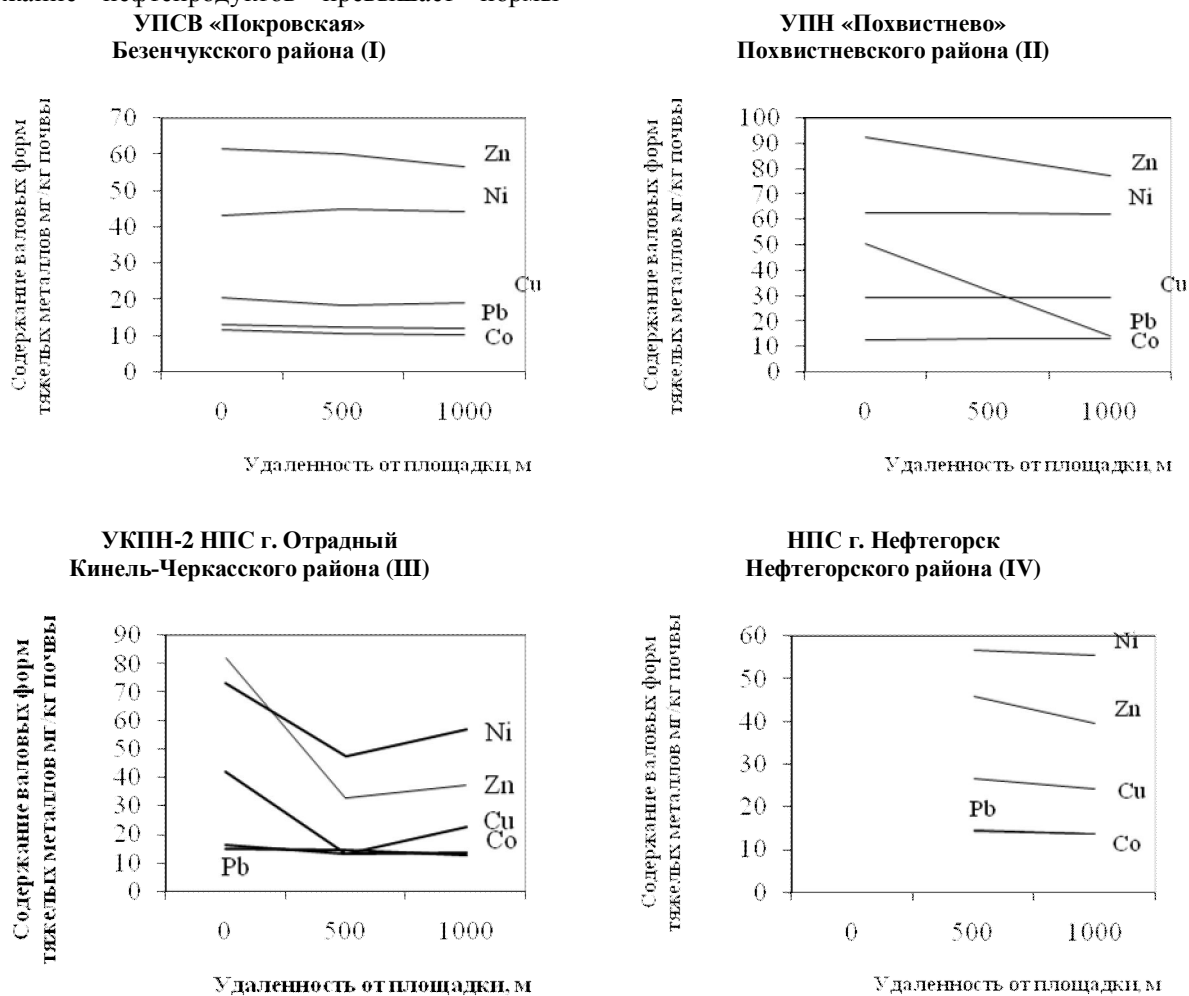 нефтепродуктов превышает нормы
УПСВ «Покровская»
Безенчукского района (I)
Содержание валовых форм
тяжелых металлов мг/кг почвы
70
60
50
40
30
20
10
0
Zn
Ni
Cu
Pb
Co
0 500 1000
Удаленность от площадки, м
УПН «Похвистнево»
Похвистневского района (II)
Содержание валовых форм
тяжелых металлов мг/кг почвы
100
90
80
70
60
50
40
30
20
10
0
Zn
Ni
Cu
Pb
Co
0 500 1000
Удаленность от площадки, м
УКПН-2 НПС г. Отрадный
Кинель-Черкасского района (III)
Содержание валовых форм
тяжелых металлов мг/кг почвы
90
80
70
60
50
40
30
20
10
0
Ni
Zn
Cu
Co
Pb
0 500 1000
Удаленность от площадки, м
НПС г. Нефтегорск
Нефтегорского района (IV)
Содержание валовых форм
тяжелых металлов мг/кг почвы
60
50
40
30
20
10
0
Ni
Zn
Cu
Pb
Co
0 500 1000
Удаленность от площадки, м